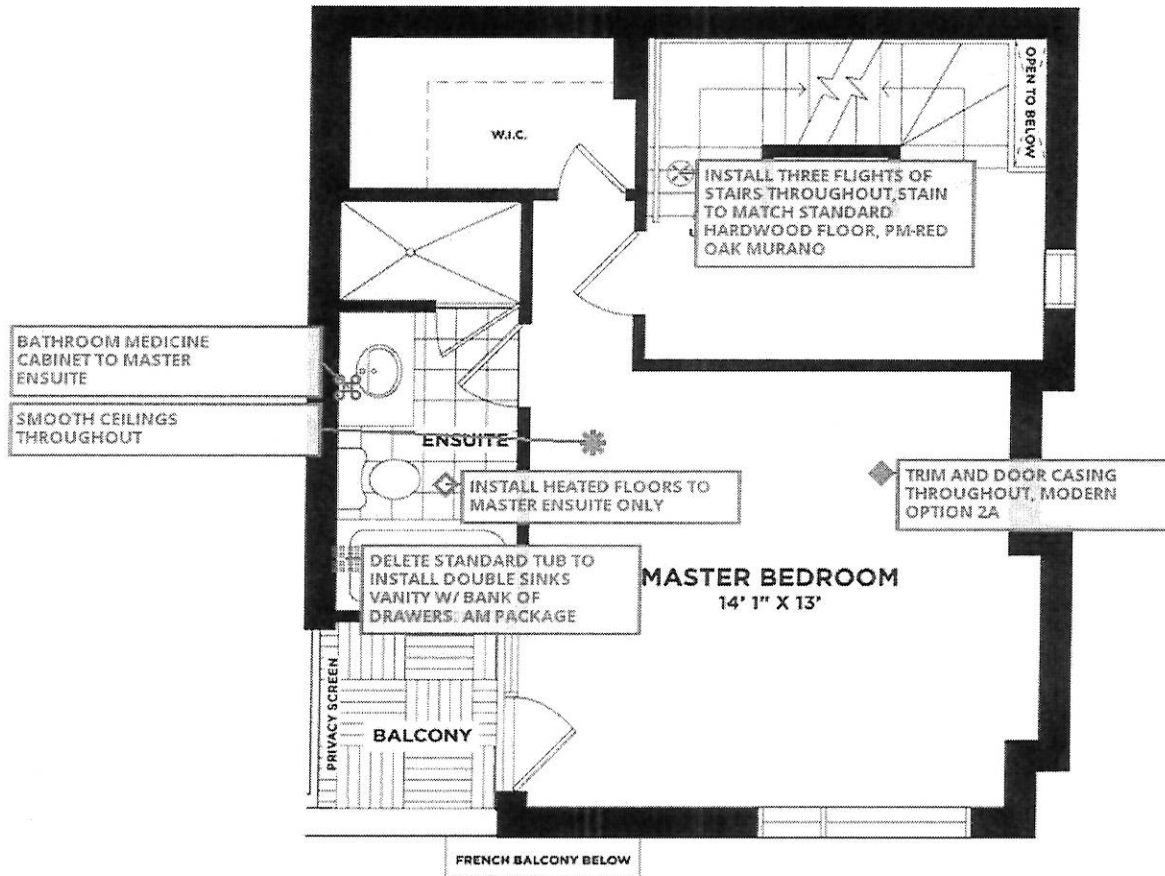 OPEN TO BELOW
W.I.C.
INSTALL THREE FLIGHTS OF
STAIRS THROUGHOUT,STAIN
TO MATCH STANDARD
HARDWOOD FLOOR, PM-RED
OAK MURANO
BATHROOM MEDICINE
CABINET TO MASTER
ENSUITE
SMOOTH CEILINGS
THROUGHOUT
ENSUITE
INSTALL HEATED FLOORS TO
MASTER ENSUITE ONLY
TRIM AND DOOR CASING
THROUGHOUT, MODERN
OPTION 2A
DELETE STANDARD TUB TO
INSTALL DOUBLE SINKS
VANITY W/ BANK OF
DRAWERS. AM PACKAGE
MASTER BEDROOM
14' 1" X 13'
PRIVACY SCREEN
BALCONY
FRENCH BALCONY BELOW